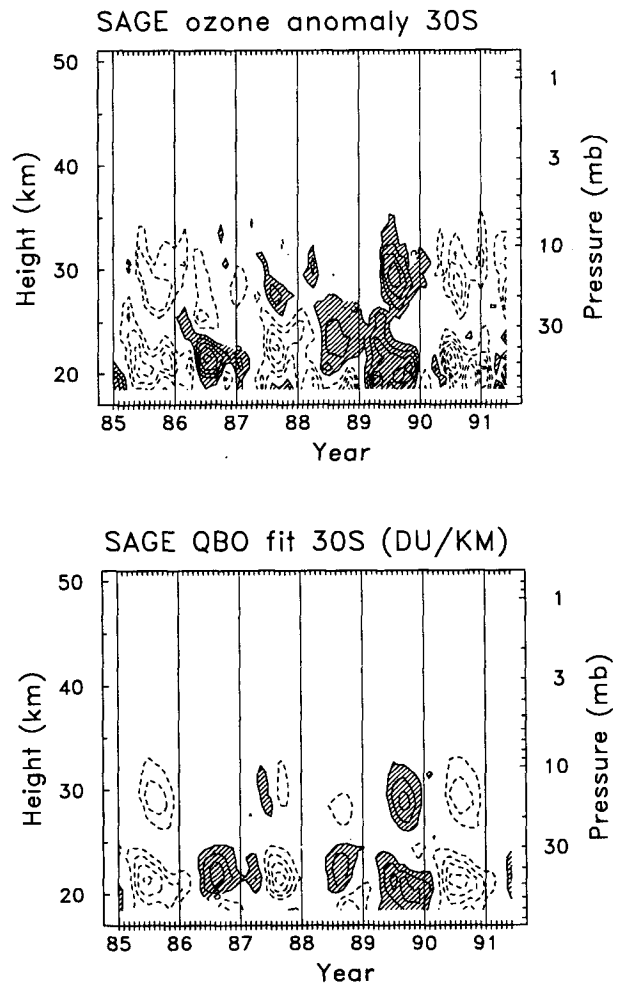 SAGE ozone anomaly 30S
50
40
30
20
Height (km)
1
3
10
30
Pressure (mb)
85 86 87 88 89 90 91
Year
SAGE QBO fit 30S (DU/KM)
50
40
30
20
Height (km)
1
3
10
30
Pressure (mb)
85 86 87 88 89 90 91
Year